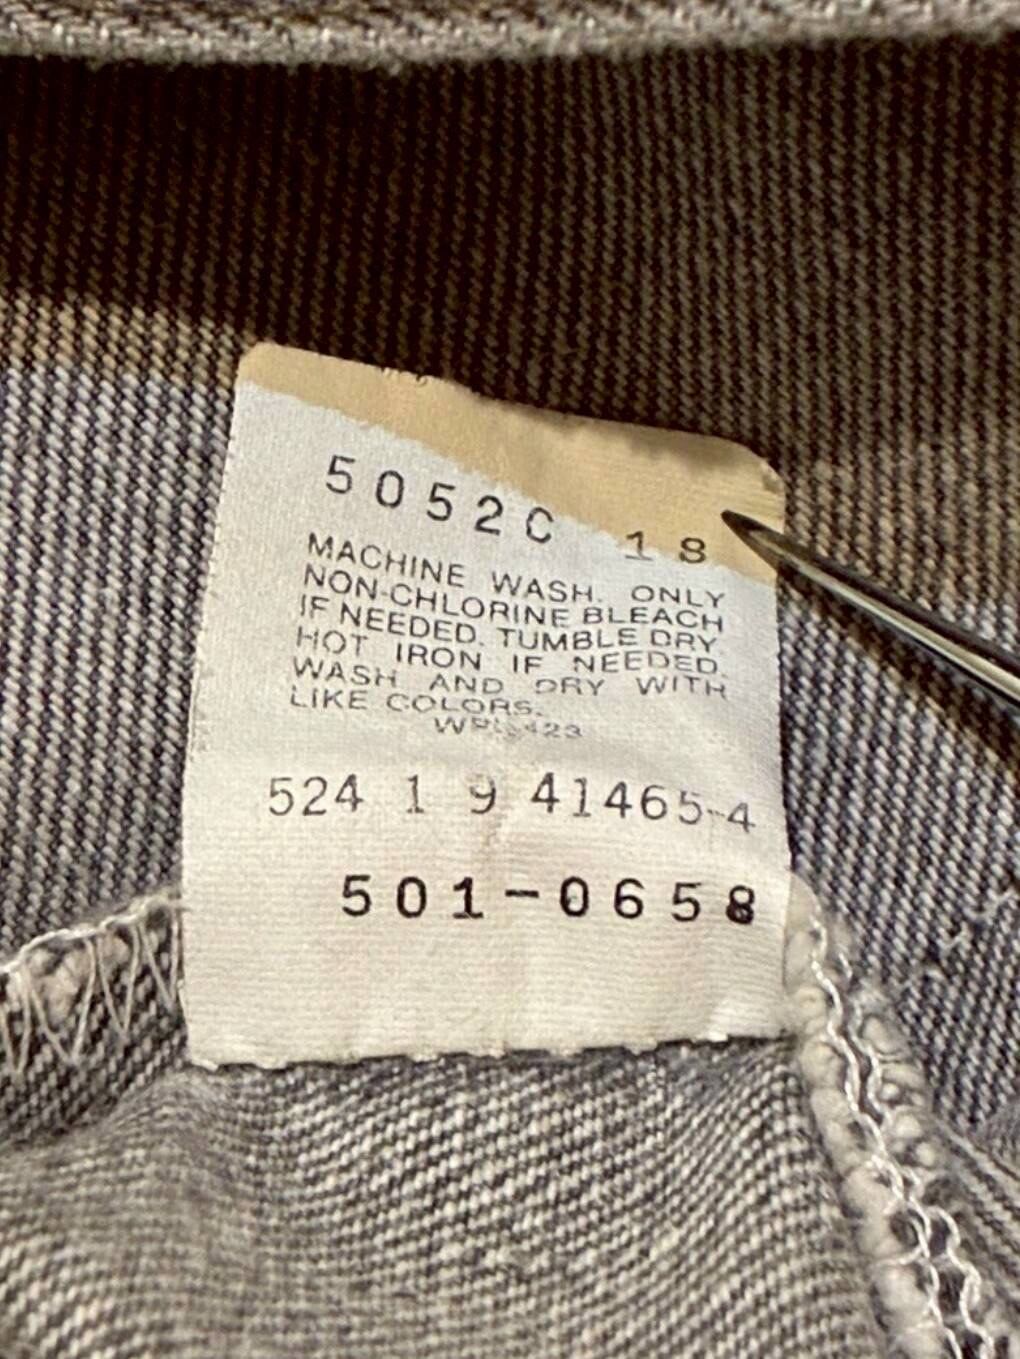 5052C 18
MACHINE WASH. ONLY
NON-CHLORINE BLEACH
IF NEEDED. TUMBLE DRY
HOT IRON IF NEEDED.
WASH AND DRY WITH
LIKE COLORS.
524 1 9 41465-4
501-0658